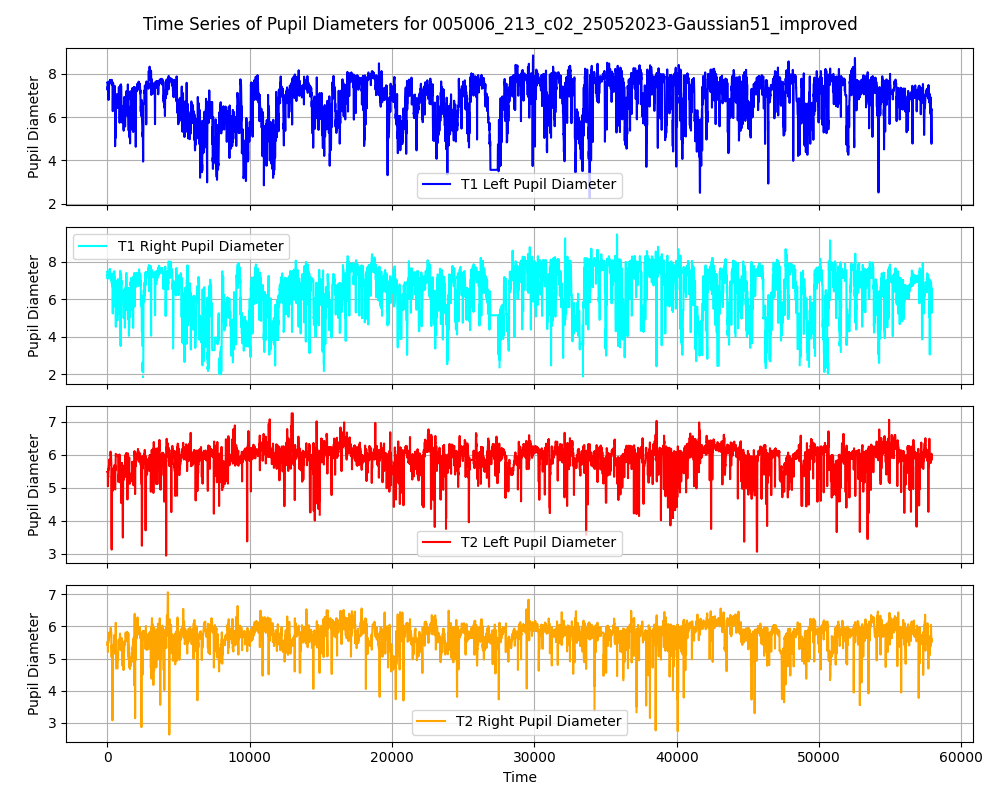 Time Series of Pupil Diameters for 005006_213_c02_25052023-Gaussian51_improved
Pupil Diameter
8
6
4
2
T1 Left Pupil Diameter
Pupil Diameter
8
6
4
2
T1 Right Pupil Diameter
Pupil Diameter
7
6
5
4
3
T2 Left Pupil Diameter
Pupil Diameter
7
6
5
4
3
T2 Right Pupil Diameter
0 10000 20000 30000 40000 50000 60000
Time